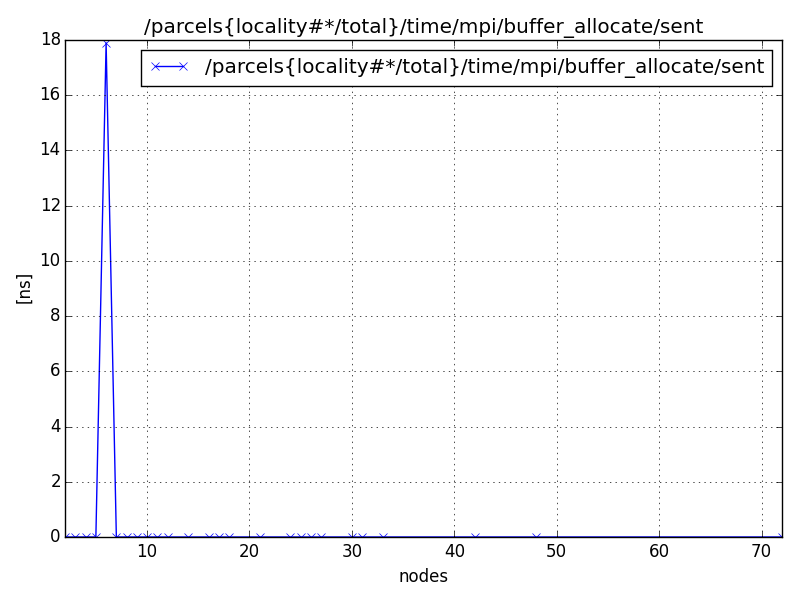 /parcels{locality#*/total}/time/mpi/buffer_allocate/sent
/parcels{locality#*/total}/time/mpi/buffer_allocate/sent
18
16
14
12
10
8
6
4
2
0
[ns]
10 20 30 40 50 60 70
nodes